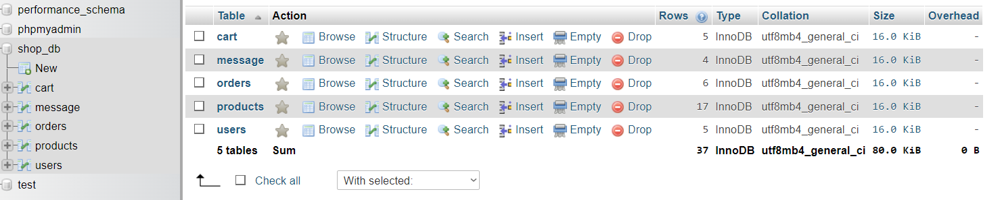 performance_schema
phpmyadmin
shop_db
New
cart
message
orders
products
users
test
Table Action Rows Type Collation Size Overhead
cart Browse Structure Search Insert Empty Drop 5 InnoDB utf8mb4_general_ci 16.0 KiB -
message Browse Structure Search Insert Empty Drop 4 InnoDB utf8mb4_general_ci 16.0 KiB -
orders Browse Structure Search Insert Empty Drop 6 InnoDB utf8mb4_general_ci 16.0 KiB -
products Browse Structure Search Insert Empty Drop 17 InnoDB utf8mb4_general_ci 16.0 KiB -
users Browse Structure Search Insert Empty Drop 5 InnoDB utf8mb4_general_ci 16.0 KiB -
5 tables Sum 37 InnoDB utf8mb4_general_ci 80.0 KiB 0 B
Check all With selected: